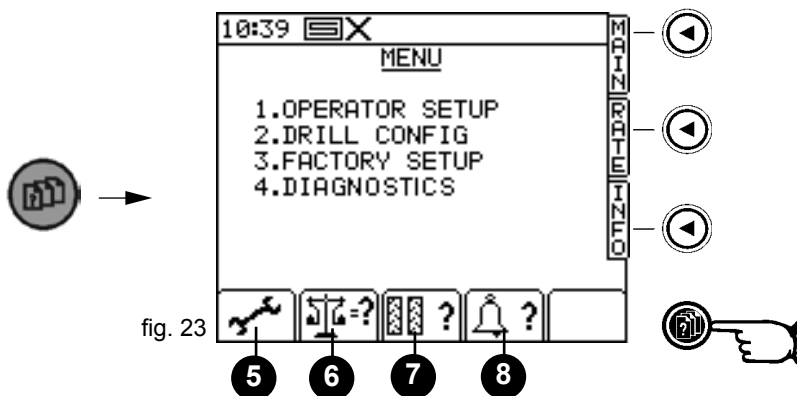 10:39
MENU
1.OPERATOR SETUP
2.DRILL CONFIG
3.FACTORY SETUP
4.DIAGNOSTICS
MAIN
RATE
INFO
=? ? ?
fig. 23
5 6 7 8